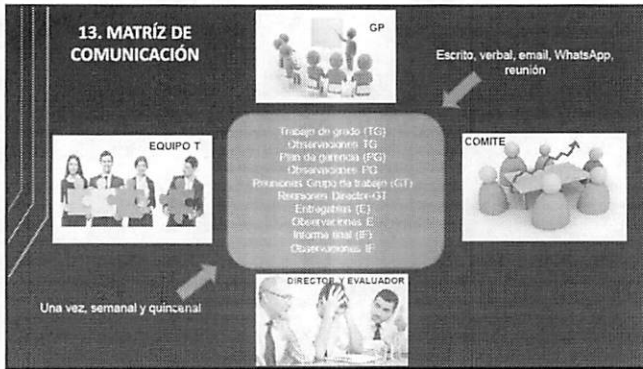 13. MATRÍZ DE
COMUNICACIÓN
GP
Escrito, verbal, email, WhatsApp,
reunión
EQUIPO T
COMITE
Trabajo de grado (TG)
Observaciones TG
Plan de gerencia (PG)
Observaciones PG
Reuniones Grupo de trabajo (GT)
Reuniones Director-GT
Entregables (E)
Observaciones E
Informe final (IF)
Observaciones IF
DIRECTOR Y EVALUADOR
Una vez, semanal y quincenal